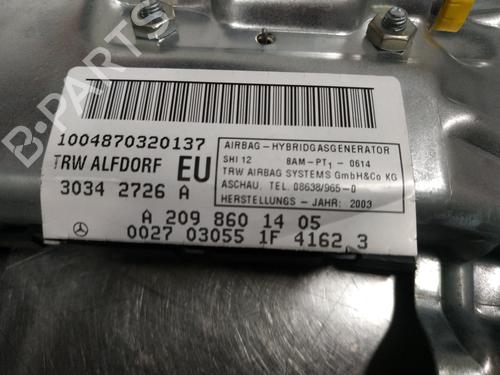 1004870320137
TRW ALFDORF EU
3034 2726 A
AIRBAG-HYBRIDGASGENERATOR
SHI 12 BAM-PT1-0614
TRW AIRBAG SYSTEMS GmbH&Co KG
ASCHAU. TEL. 08638/965-0
HERSTELLUNGS - JAHR: 2003
A 209 860 14 05
0027 03055 1F 4162 3